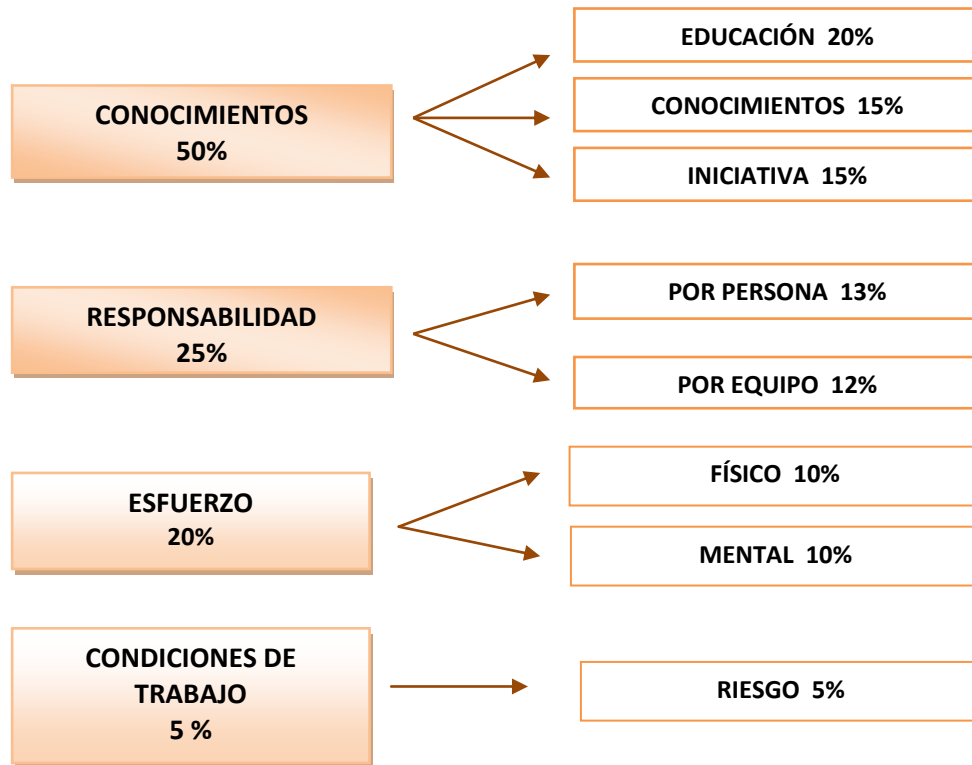 CONOCIMIENTOS
50%
EDUCACIÓN 20%
CONOCIMIENTOS 15%
INICIATIVA 15%
RESPONSABILIDAD
25%
POR PERSONA 13%
POR EQUIPO 12%
ESFUERZO
20%
FÍSICO 10%
MENTAL 10%
CONDICIONES DE
TRABAJO
5 %
RIESGO 5%